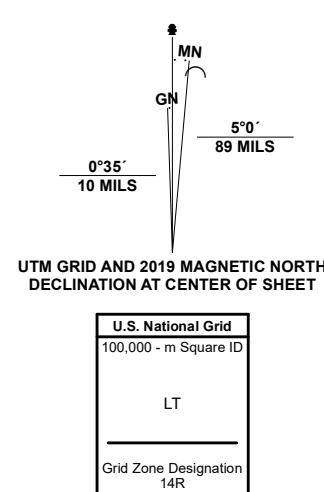 MN
GN
5°0´
89 MILS
0°35´
10 MILS
UTM GRID AND 2019 MAGNETIC NORTH
DECLINATION AT CENTER OF SHEET
U.S. National Grid
100,000 - m Square ID
LT
Grid Zone Designation
14R